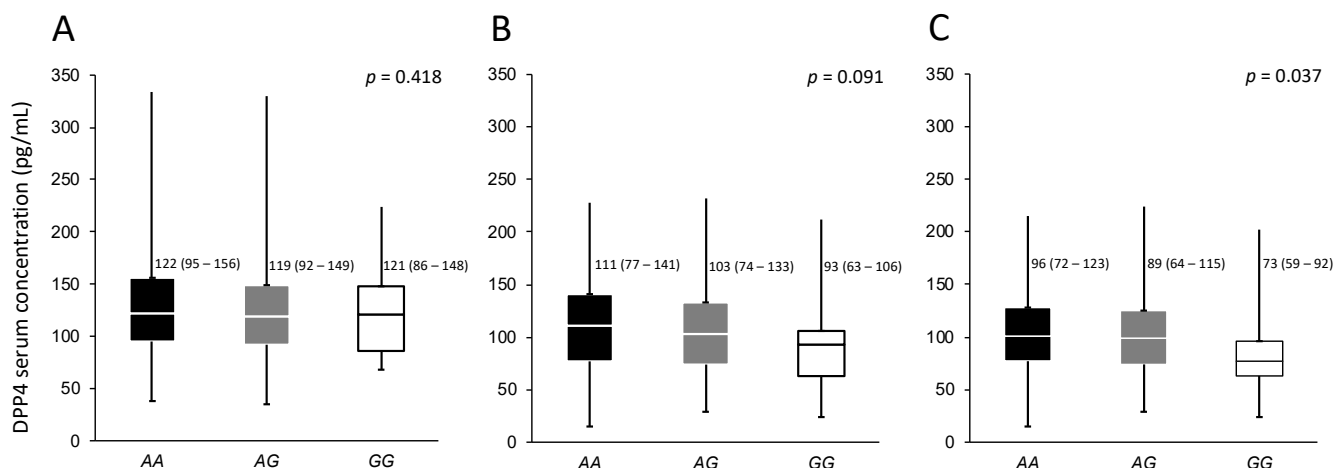 A
B
C
p = 0.418
p = 0.091
p = 0.037
DPP4 serum concentration (pg/mL)
350
300
250
200
150
100
50
0
122 (95 – 156)
119 (92 – 149)
121 (86 – 148)
AA
AG
GG
350
300
250
200
150
100
50
0
111 (77 – 141)
103 (74 – 133)
93 (63 – 106)
AA
AG
GG
350
300
250
200
150
100
50
0
96 (72 – 123)
89 (64 – 115)
73 (59 – 92)
AA
AG
GG